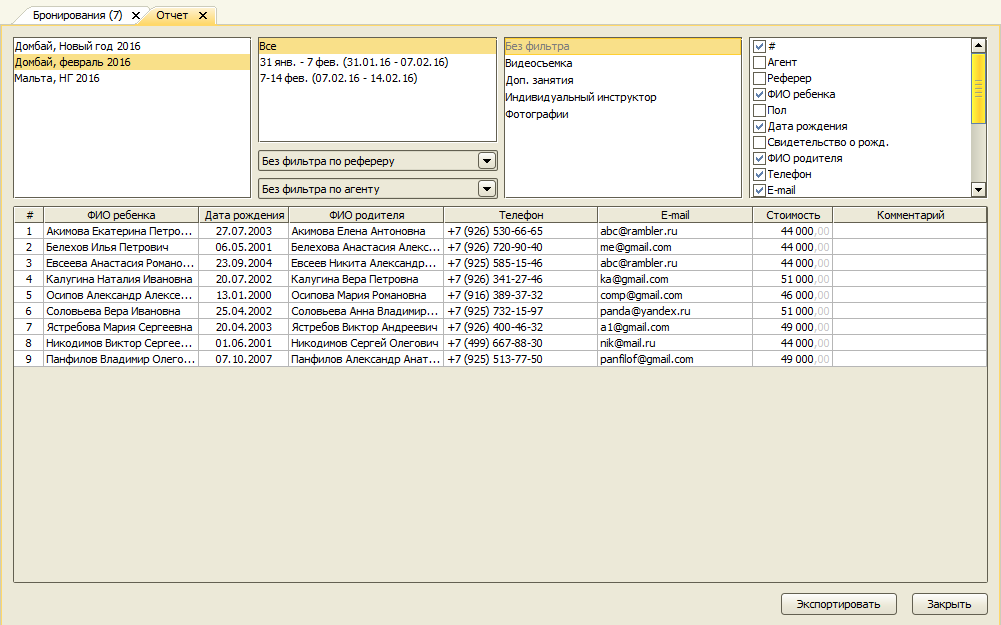 Бронирования (7) Отчет
Домбай, Новый год 2016
Домбай, февраль 2016
Мальта, НГ 2016
Все
31 янв. - 7 фев. (31.01.16 - 07.02.16)
7-14 фев. (07.02.16 - 14.02.16)
Без фильтра по рефереру
Без фильтра по агенту
Без фильтра
Видеосъемка
Доп. занятия
Индивидуальный инструктор
Фотографии
#
Агент
Реферер
ФИО ребенка
Пол
Дата рождения
Свидетельство о рожд.
ФИО родителя
Телефон
E-mail
# ФИО ребенка Дата рождения ФИО родителя Телефон E-mail Стоимость Комментарий
1 Акимова Екатерина Петро... 27.07.2003 Акимова Елена Антоновна +7 (926) 530-66-65 abc@rambler.ru 44 000,00
2 Белехов Илья Петрович 06.05.2001 Белехова Анастасия Алекс... +7 (926) 720-90-40 me@gmail.com 44 000,00
3 Евсеева Анастасия Романо... 23.09.2004 Евсеев Никита Александр... +7 (925) 585-15-46 abc@rambler.ru 44 000,00
4 Калугина Наталия Ивановна 20.07.2002 Калугина Вера Петровна +7 (926) 341-27-46 ka@gmail.com 51 000,00
5 Осипов Александр Алексе... 13.01.2000 Осипова Мария Романовна +7 (916) 389-37-32 comp@gmail.com 46 000,00
6 Соловьева Вера Ивановна 25.04.2002 Соловьева Анна Владимир... +7 (925) 732-15-97 panda@yandex.ru 51 000,00
7 Ястребова Мария Сергеевна 20.04.2003 Ястребов Виктор Андреевич +7 (926) 400-46-32 a1@gmail.com 49 000,00
8 Никодимов Виктор Сергее... 01.06.2001 Никодимов Сергей Олегович +7 (499) 667-88-30 nik@mail.ru 44 000,00
9 Панфилов Владимир Олего... 07.10.2007 Панфилов Александр Анат... +7 (925) 513-77-50 panfilof@gmail.com 49 000,00
Экспортировать Закрыть